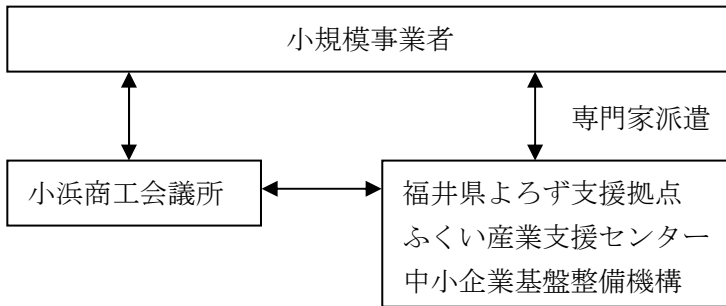 小規模事業者
専門家派遣
小浜商工会議所
福井県よろず支援拠点
ふくい産業支援センター
中小企業基盤整備機構